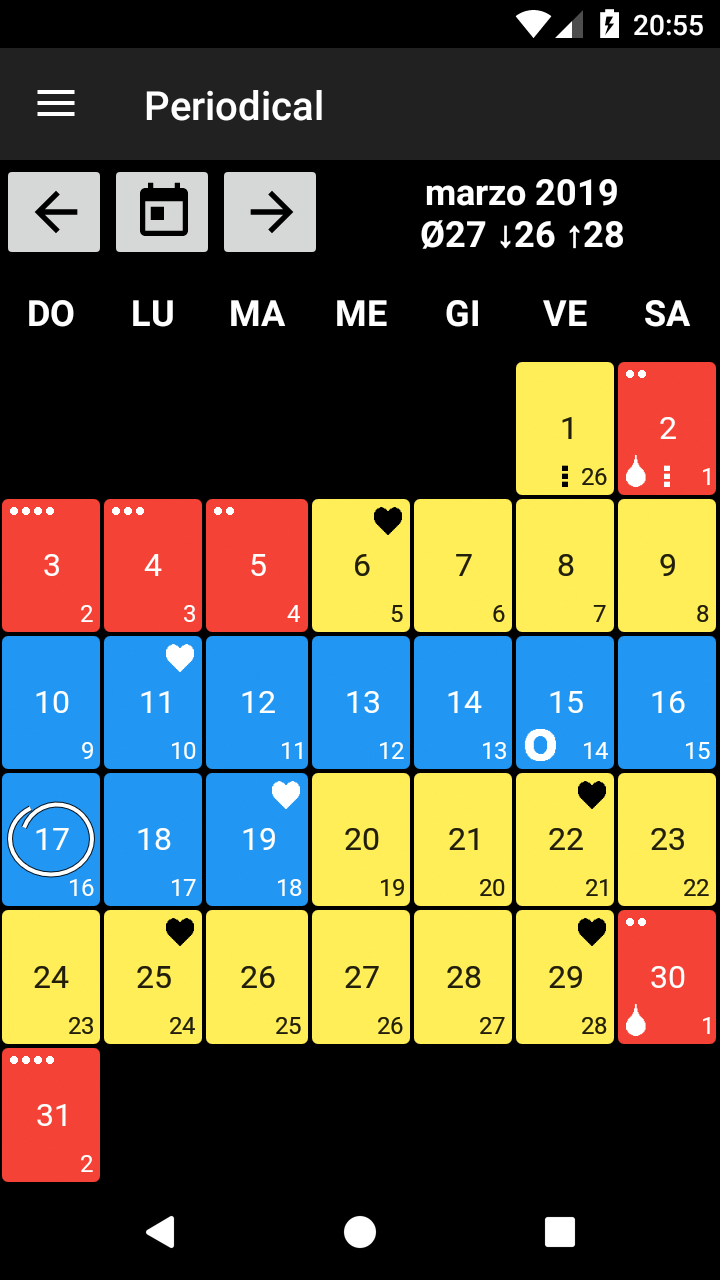 20:55
Periodical
marzo 2019
Ø27 ↓26 ↑28
DO LU MA ME GI VE SA
1 2
26 1
3 4 5 6 7 8 9
2 3 4 5 6 7 8
10 11 12 13 14 15 16
9 10 11 12 13 O 14 15
17 18 19 20 21 22 23
16 17 18 19 20 21 22
24 25 26 27 28 29 30
23 24 25 26 27 28 1
31
2